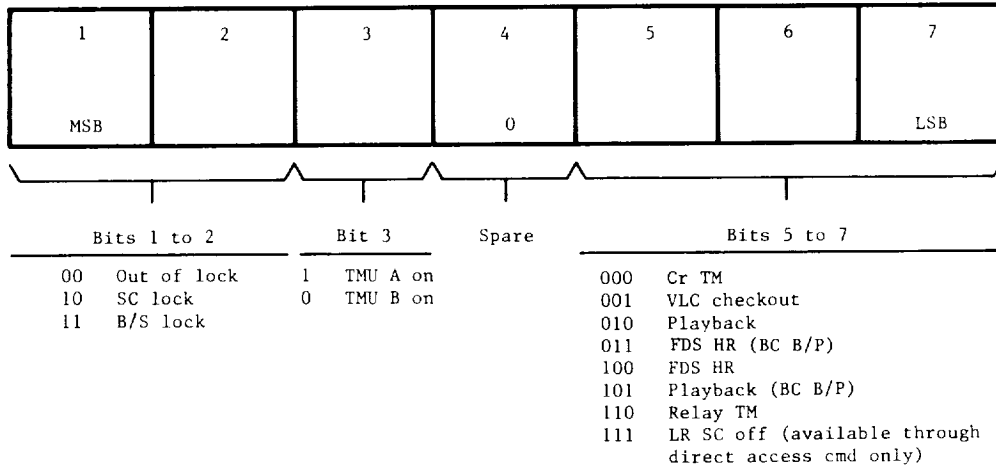 1 2 3 4 5 6 7
MSB 0 LSB
Bits 1 to 2 Bit 3 Spare Bits 5 to 7
00 Out of lock
10 SC lock
11 B/S lock
1 TMU A on
0 TMU B on
000 Cr TM
001 VLC checkout
010 Playback
011 FDS HR (BC B/P)
100 FDS HR
101 Playback (BC B/P)
110 Relay TM
111 LR SC off (available through
direct access cmd only)